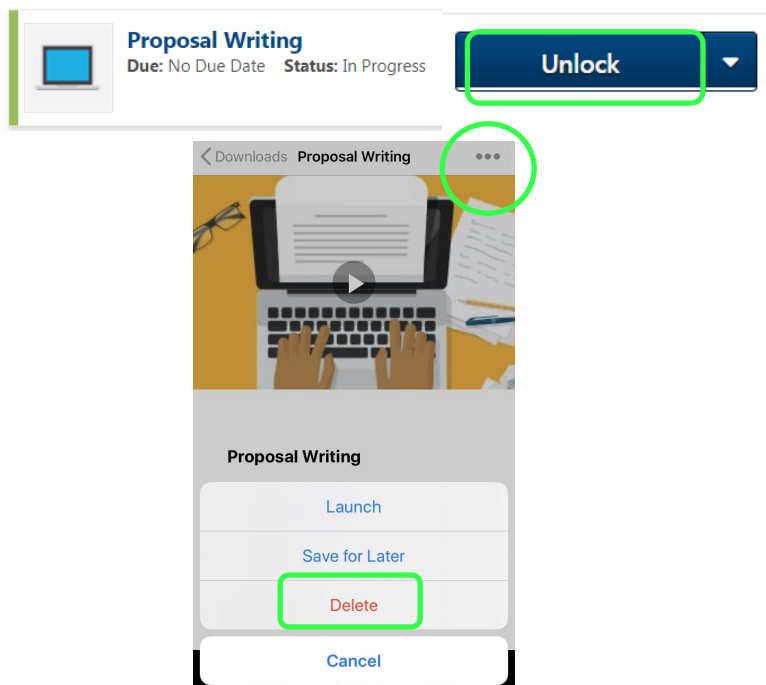 Proposal Writing
Due: No Due Date Status: In Progress
Unlock
Downloads Proposal Writing
Proposal Writing
Launch
Save for Later
Delete
Cancel